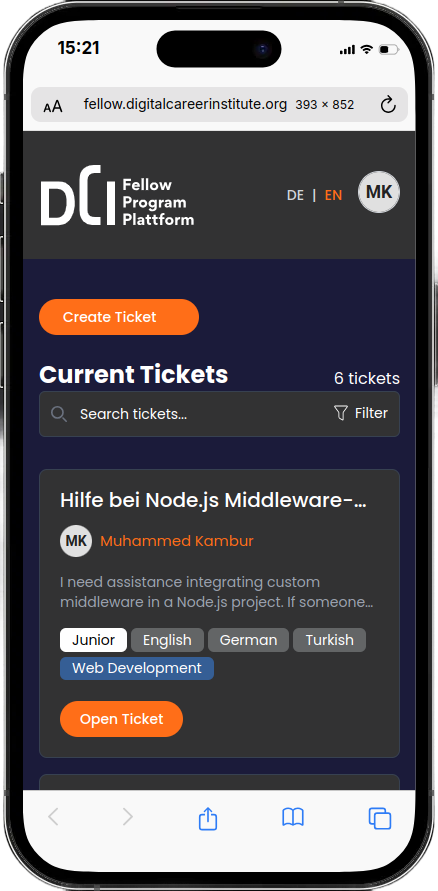 15:21
AA fellow.digitalcareerinstitute.org 393 × 852
DCI Fellow
Program
Plattform
DE | EN MK
Create Ticket
Current Tickets 6 tickets
Search tickets... Filter
Hilfe bei Node.js Middleware-...
MK Muhammed Kambur
I need assistance integrating custom
middleware in a Node.js project. If someone...
Junior English German Turkish
Web Development
Open Ticket